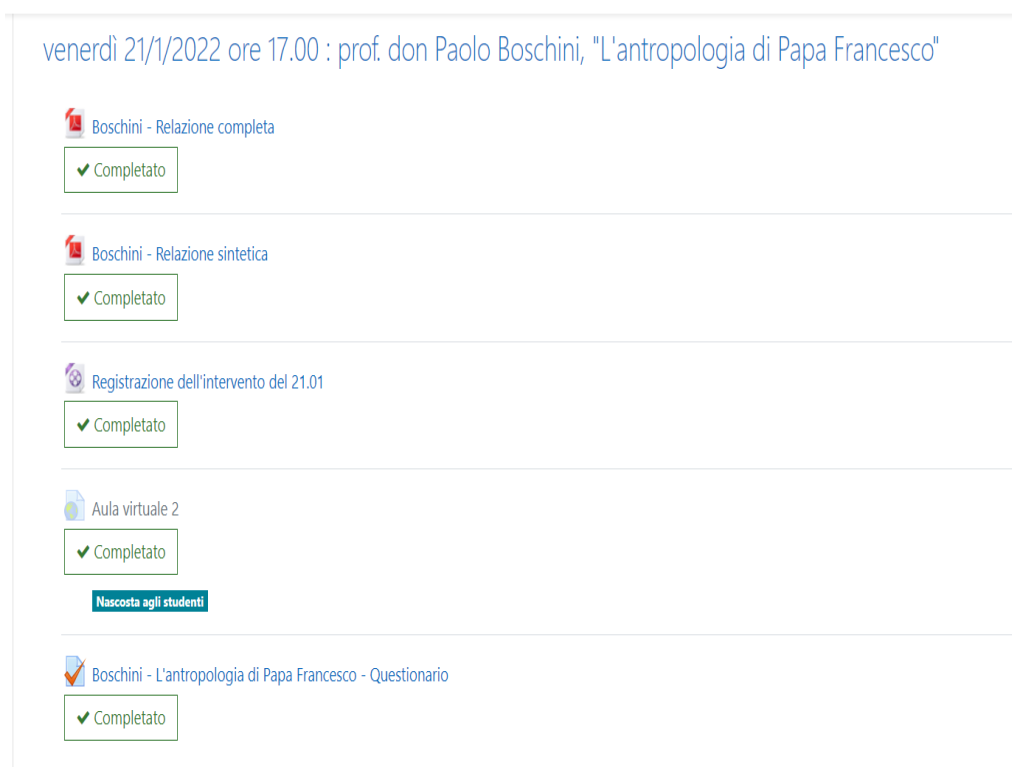 venerdì 21/1/2022 ore 17.00 : prof. don Paolo Boschini, "L'antropologia di Papa Francesco"
Boschini - Relazione completa
Completato
Boschini - Relazione sintetica
Completato
Registrazione dell'intervento del 21.01
Completato
Aula virtuale 2
Completato
Nascosta agli studenti
Boschini - L'antropologia di Papa Francesco - Questionario
Completato